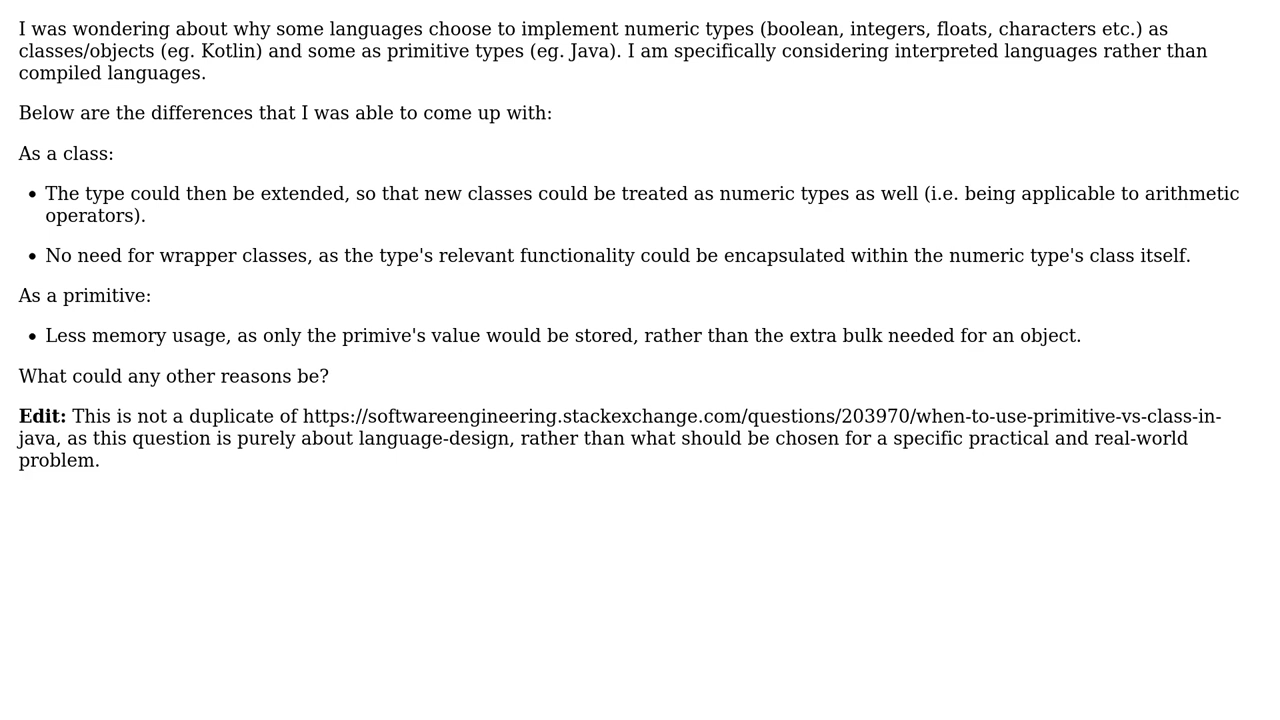 I was wondering about why some languages choose to implement numeric types (boolean, integers, floats, characters etc.) as
classes/objects (eg. Kotlin) and some as primitive types (eg. Java). I am specifically considering interpreted languages rather than
compiled languages.
Below are the differences that I was able to come up with:
As a class:
• The type could then be extended, so that new classes could be treated as numeric types as well (i.e. being applicable to arithmetic
operators).
• No need for wrapper classes, as the type's relevant functionality could be encapsulated within the numeric type's class itself.
As a primitive:
• Less memory usage, as only the primive's value would be stored, rather than the extra bulk needed for an object.
What could any other reasons be?
Edit: This is not a duplicate of https://softwareengineering.stackexchange.com/questions/203970/when-to-use-primitive-vs-class-in-
java, as this question is purely about language-design, rather than what should be chosen for a specific practical and real-world
problem.